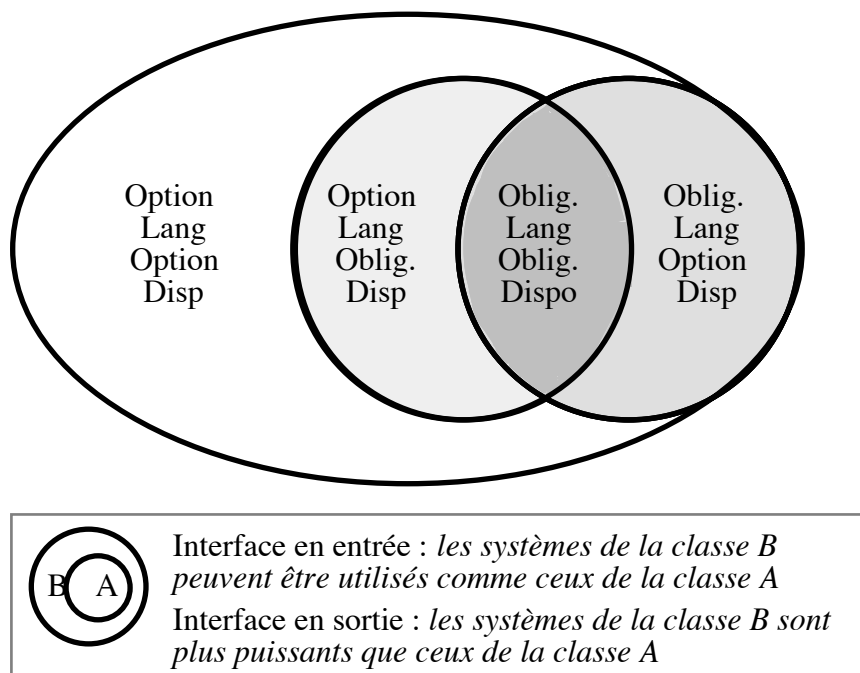 Option
Lang
Option
Disp
Option
Lang
Oblig.
Disp
Oblig.
Lang
Oblig.
Dispo
Oblig.
Lang
Option
Disp
B A
Interface en entrée : les systèmes de la classe B
peuvent être utilisés comme ceux de la classe A
Interface en sortie : les systèmes de la classe B sont
plus puissants que ceux de la classe A